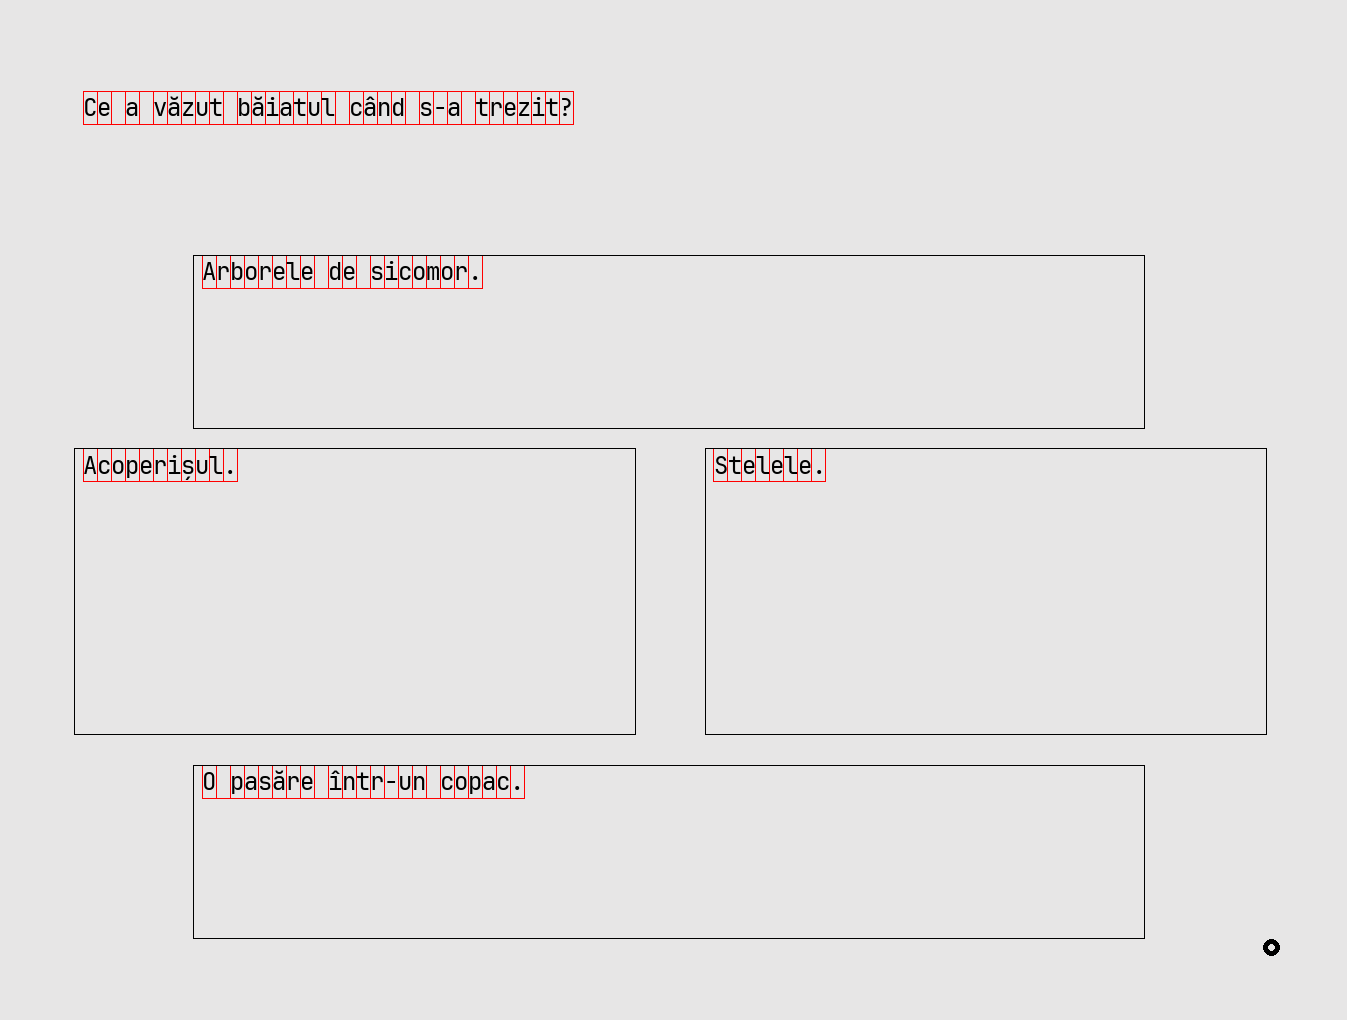 Ce a văzut băiatul când s-a trezit?
Arborele de sicomor.
Acoperișul.
Stelele.
O pasăre într-un copac.